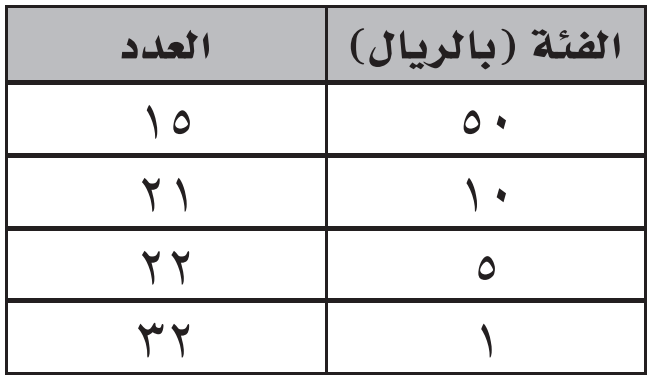 الفئة (بالريال) العدد
٥٠ ١٥
١٠ ٢١
٥ ٢٢
١ ٣٢